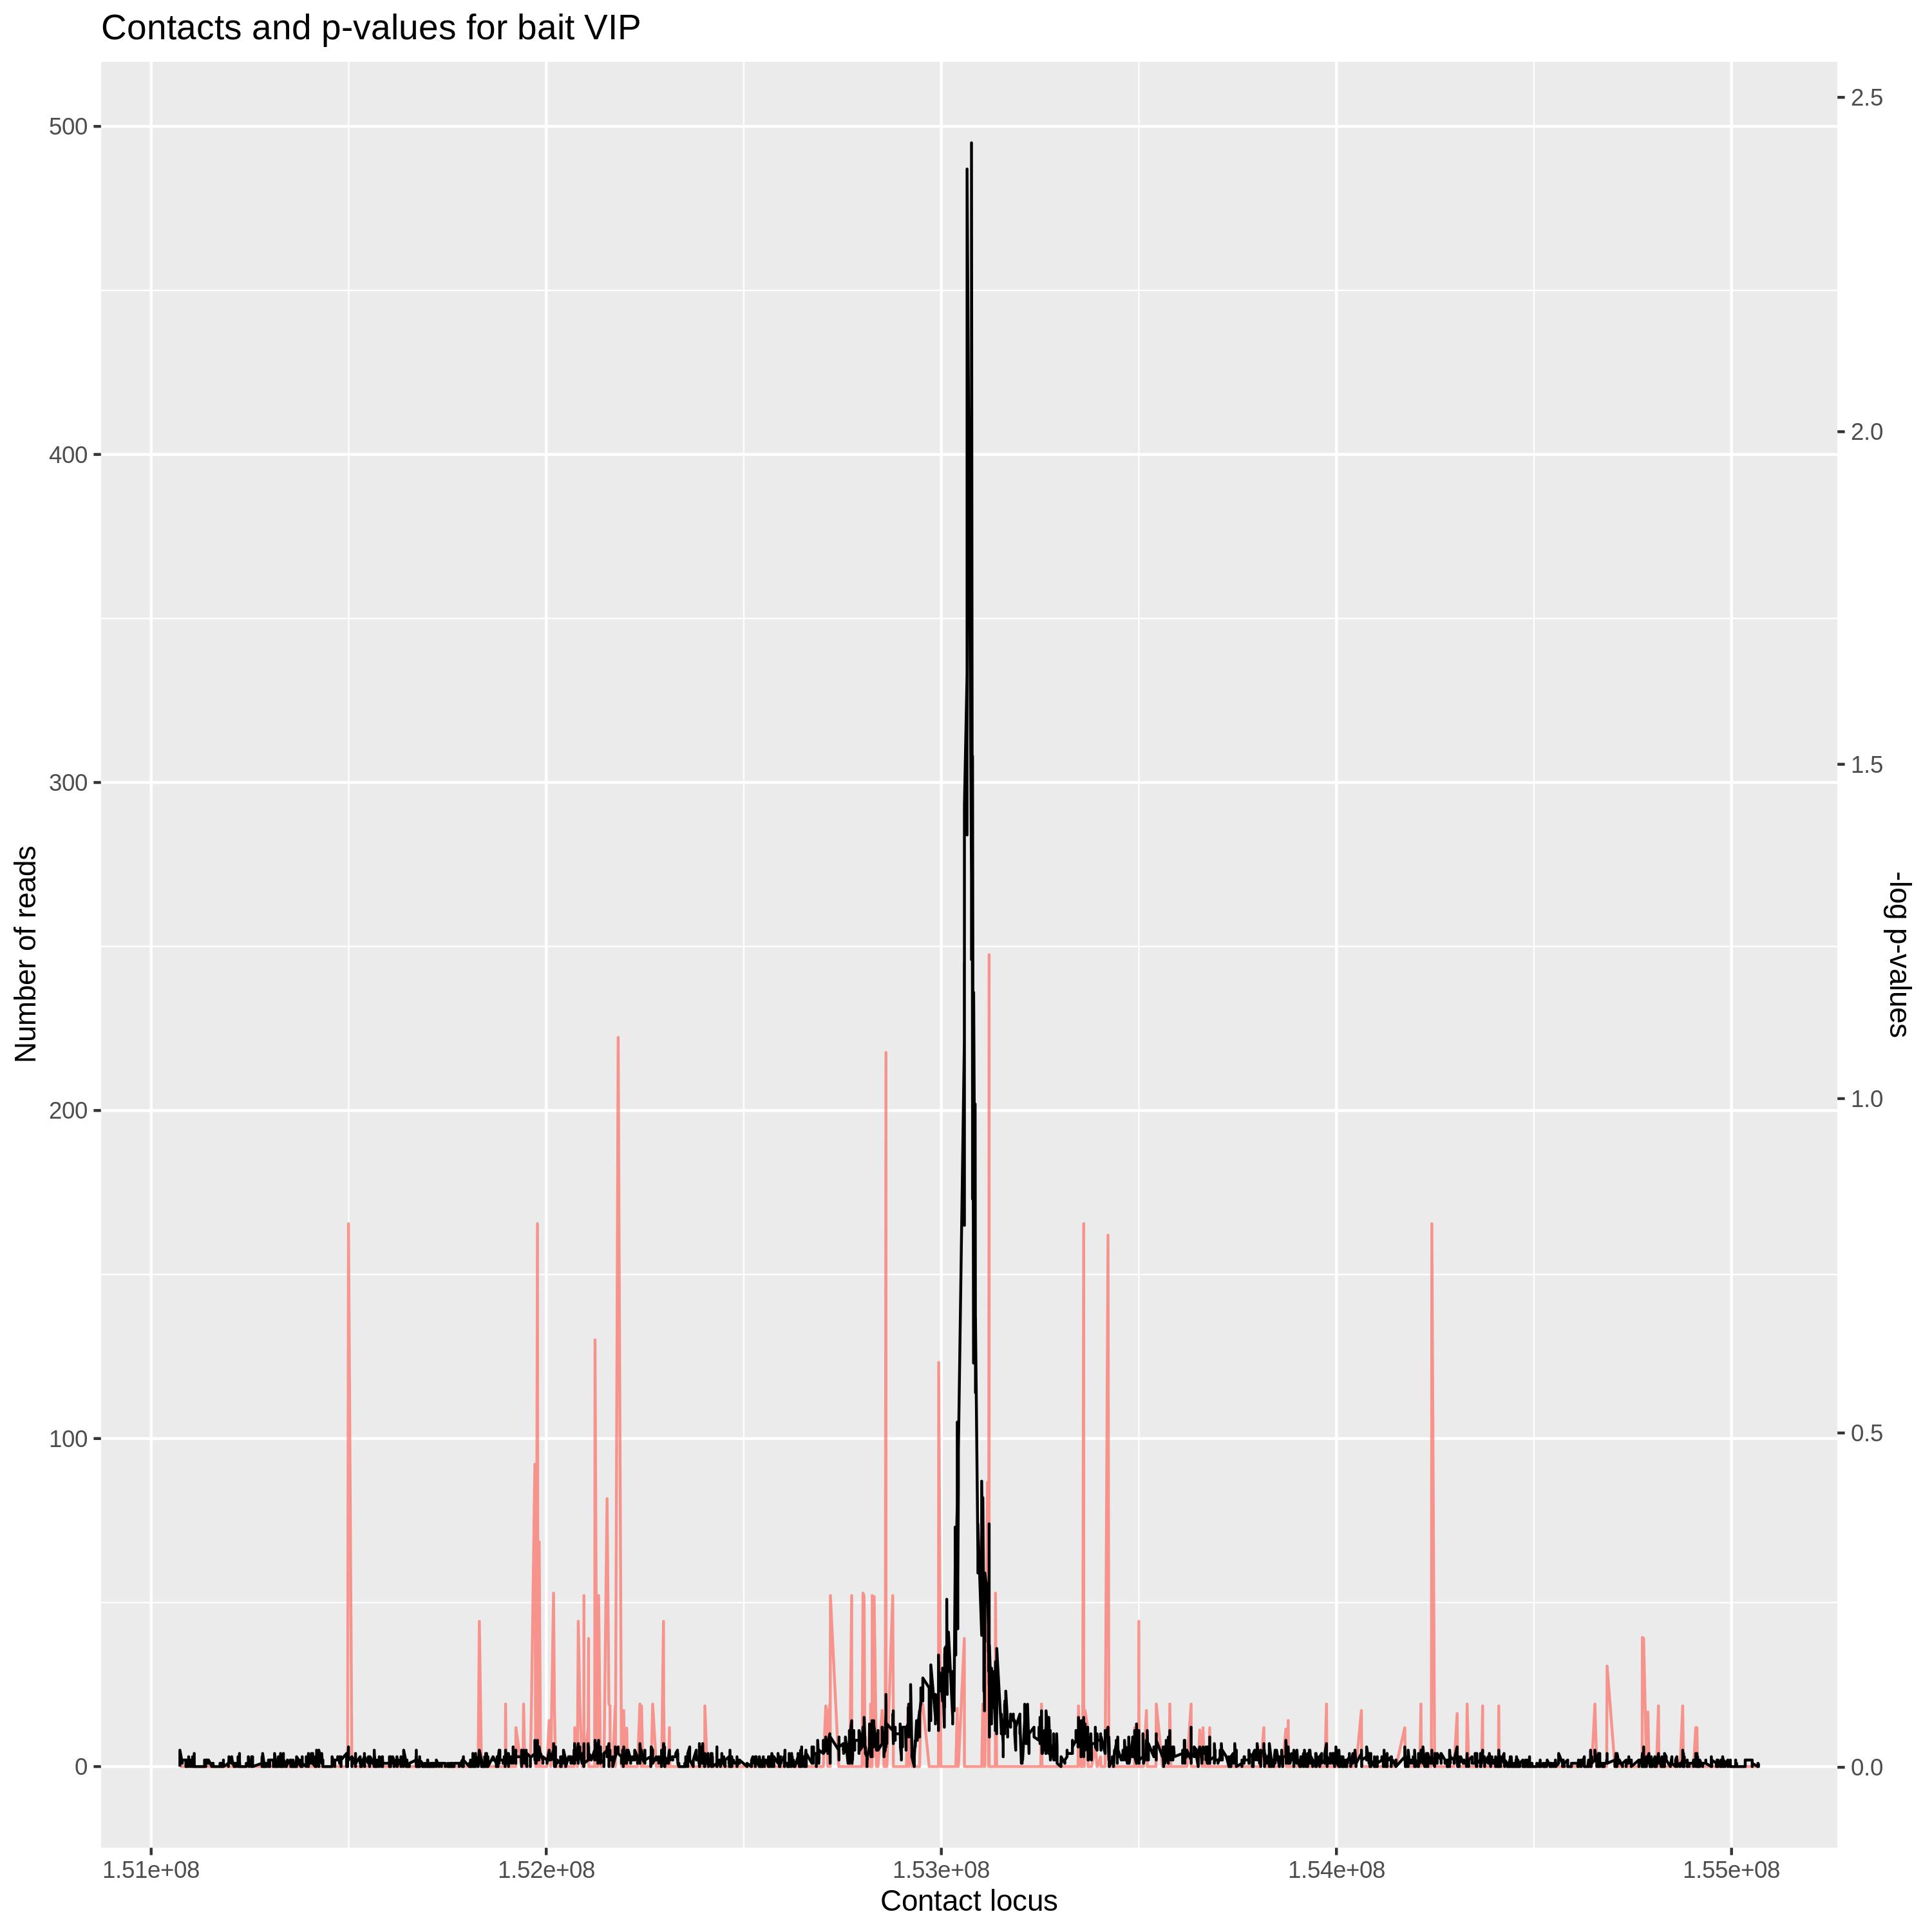 Contacts and p-values for bait VIP
500
400
300
200
100
0
Number of reads
2.5
2.0
1.5
1.0
0.5
0.0
-log p-values
1.51e+08 1.52e+08 1.53e+08 1.54e+08 1.55e+08
Contact locus